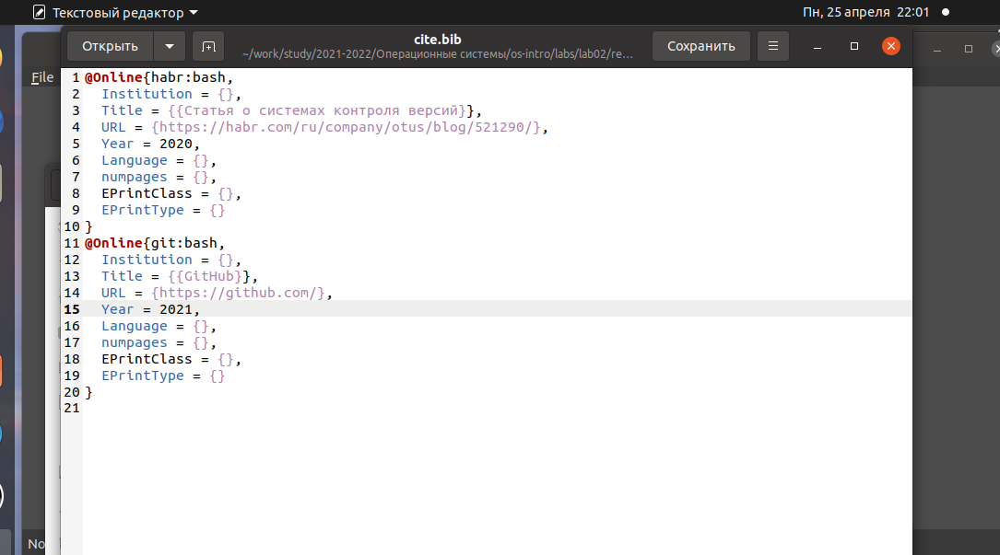 Текстовый редактор
Пн, 25 апреля 22:01
Открыть
cite.bib
~/work/study/2021-2022/Операционные системы/os-intro/labs/lab02/re…
Сохранить
File
1 @Online{habr:bash,
2 Institution = {},
3 Title = {{Статья о системах контроля версий}},
4 URL = {https://habr.com/ru/company/otus/blog/521290/},
5 Year = 2020,
6 Language = {},
7 numpages = {},
8 EPrintClass = {},
9 EPrintType = {}
10 }
11 @Online{git:bash,
12 Institution = {},
13 Title = {{GitHub}},
14 URL = {https://github.com/},
15 Year = 2021,
16 Language = {},
17 numpages = {},
18 EPrintClass = {},
19 EPrintType = {}
20 }
21
No